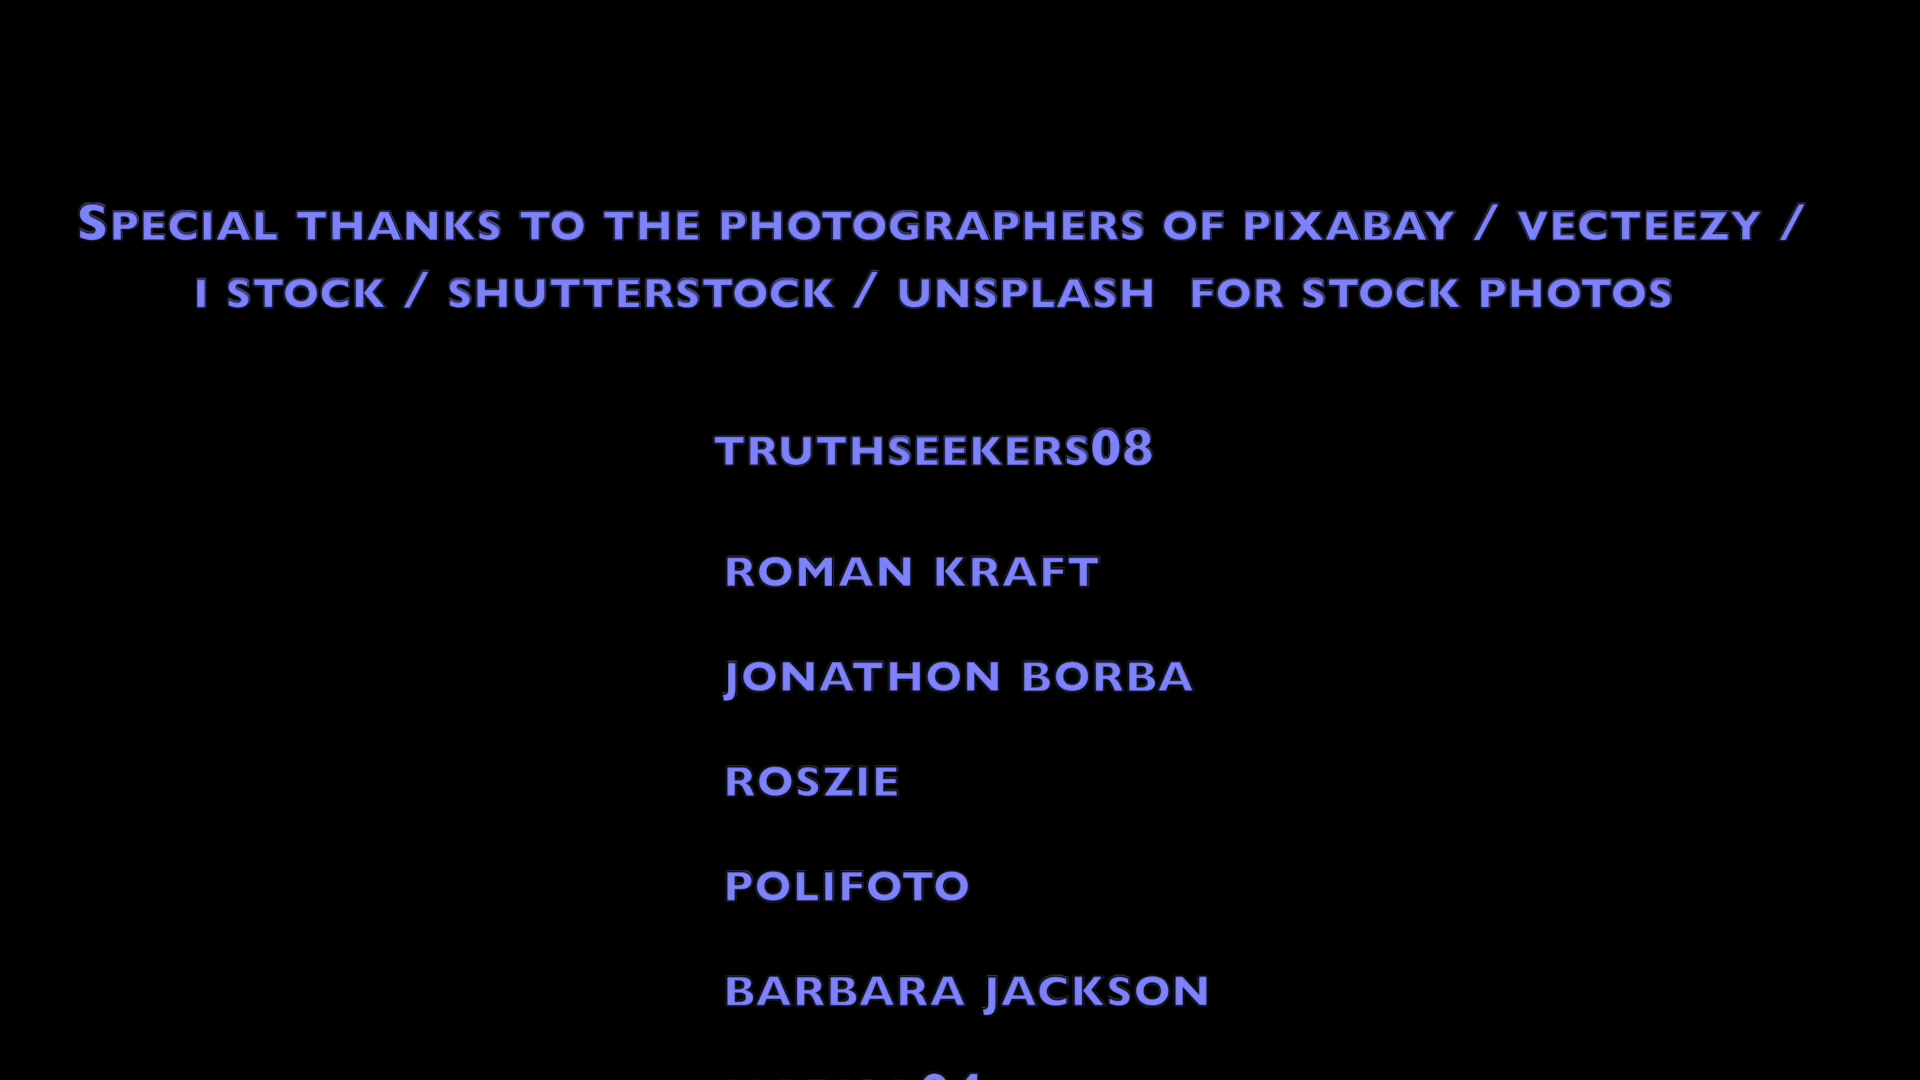 Special thanks to the photographers of pixabay / vecteezy /
i stock / shutterstock / unsplash for stock photos
truthseekers08
roman kraft
jonathon borba
roszie
polifoto
barbara jackson